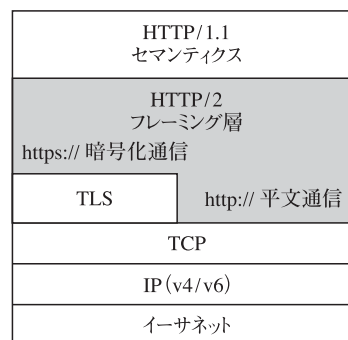 HTTP/1.1
セマンティクス
HTTP/2
フレーミング層
https:// 暗号化通信
TLS
http:// 平文通信
TCP
IP(v4/v6)
イーサネット